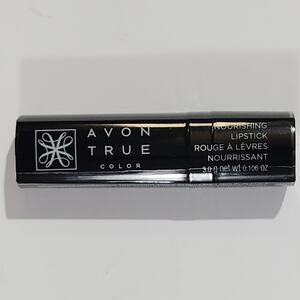 AVON
TRUE
COLOR
NOURISHING
LIPSTICK
ROUGE À LÈVRES
NOURRISSANT
3.0 g net wt 0.106 oz